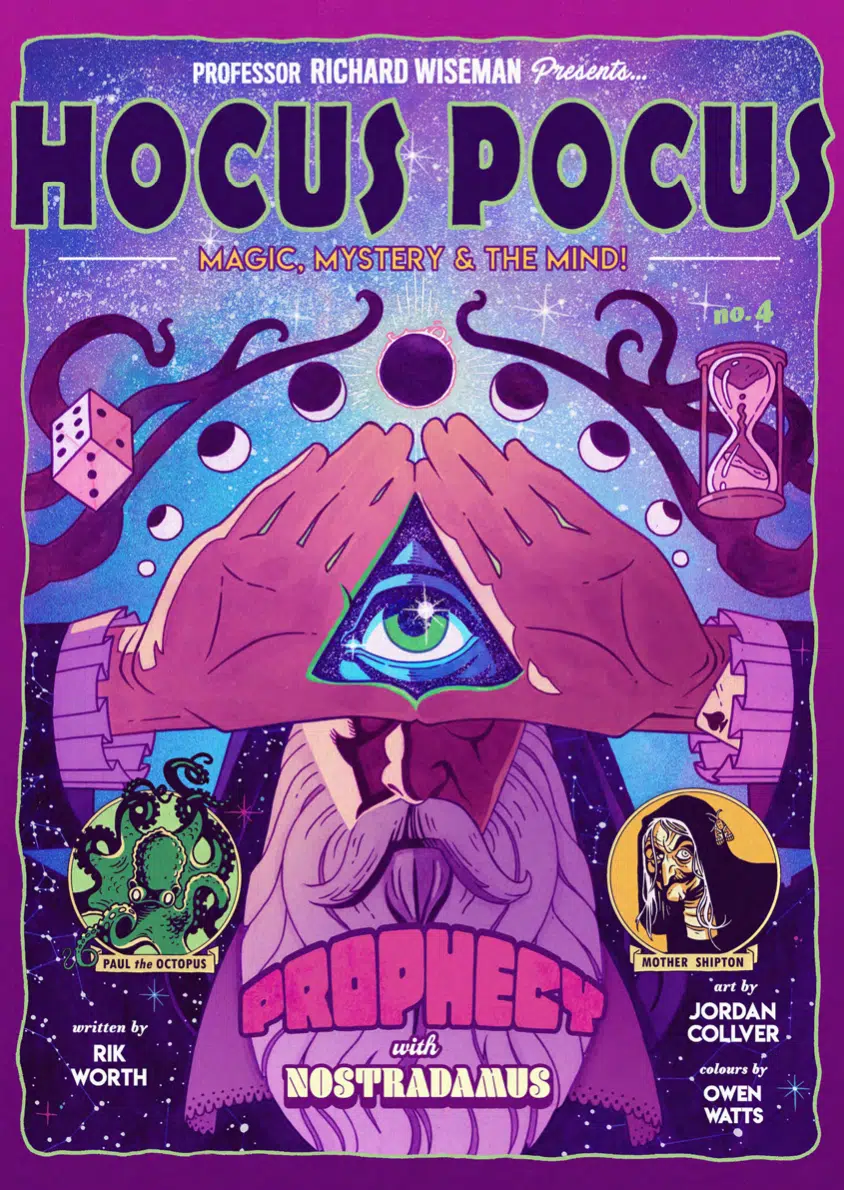 PROFESSOR RICHARD WISEMAN Presents...
HOCUS POCUS
MAGIC, MYSTERY & THE MIND!
no. 4
PAUL the OCTOPUS
MOTHER SHIPTON
PROPHECY
with
NOSTRADAMUS
written by
RIK
WORTH
art by
JORDAN
COLLVER
colours by
OWEN
WATTS